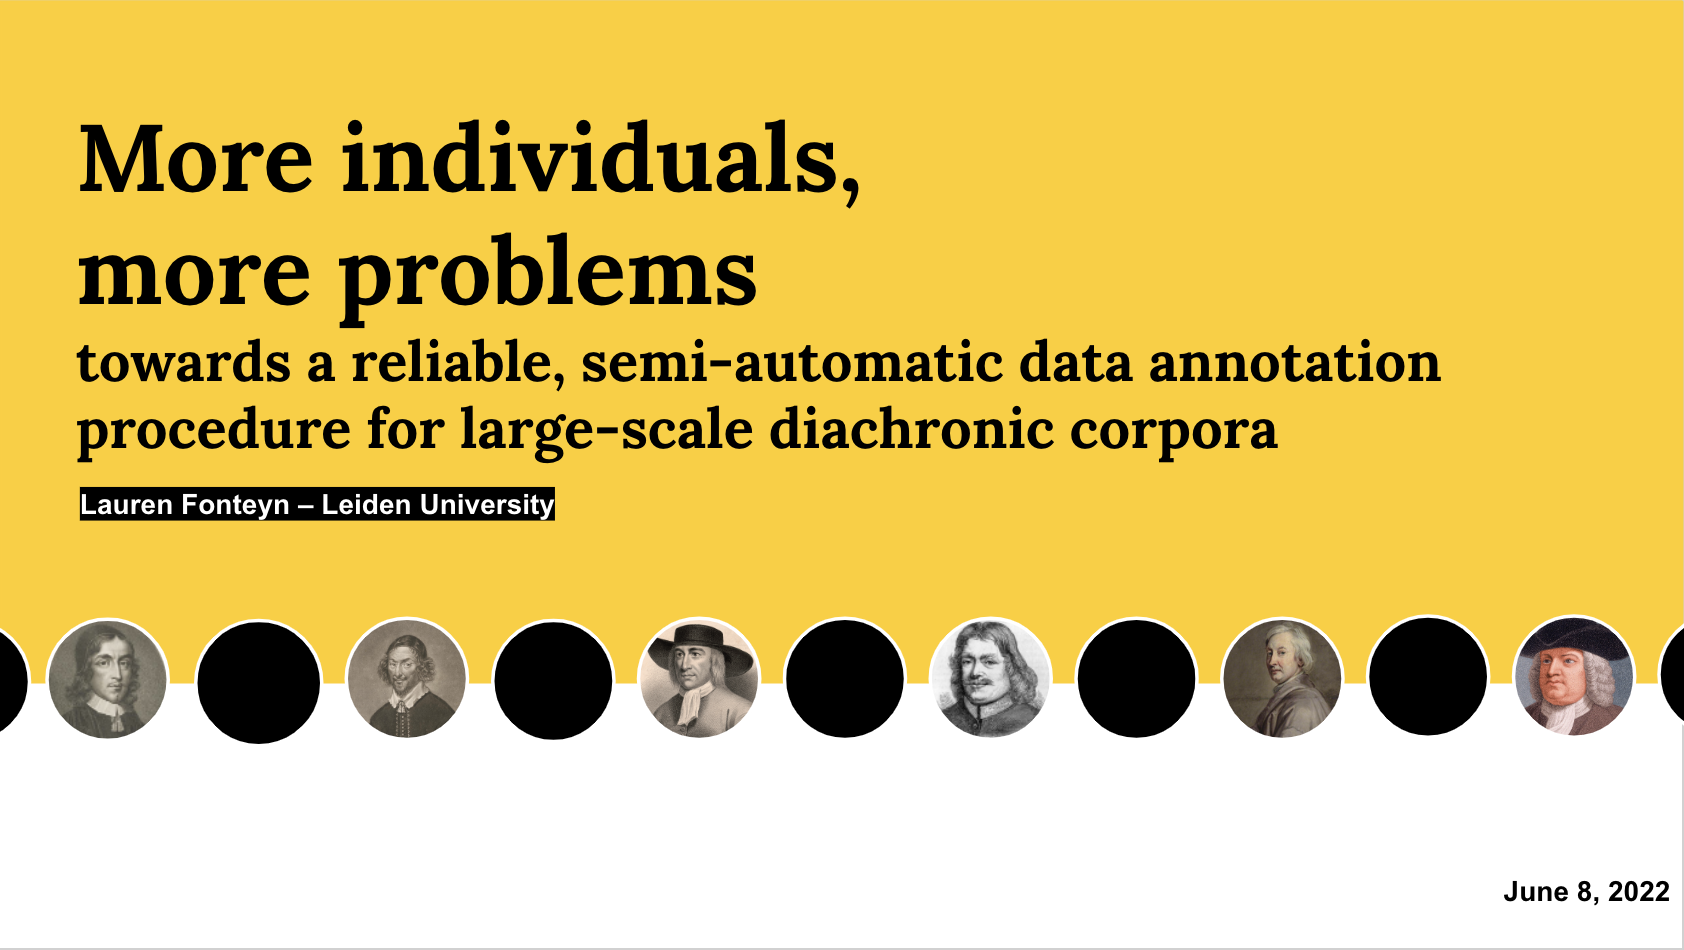 More individuals,
more problems
towards a reliable, semi-automatic data annotation
procedure for large-scale diachronic corpora
Lauren Fonteyn – Leiden University
June 8, 2022